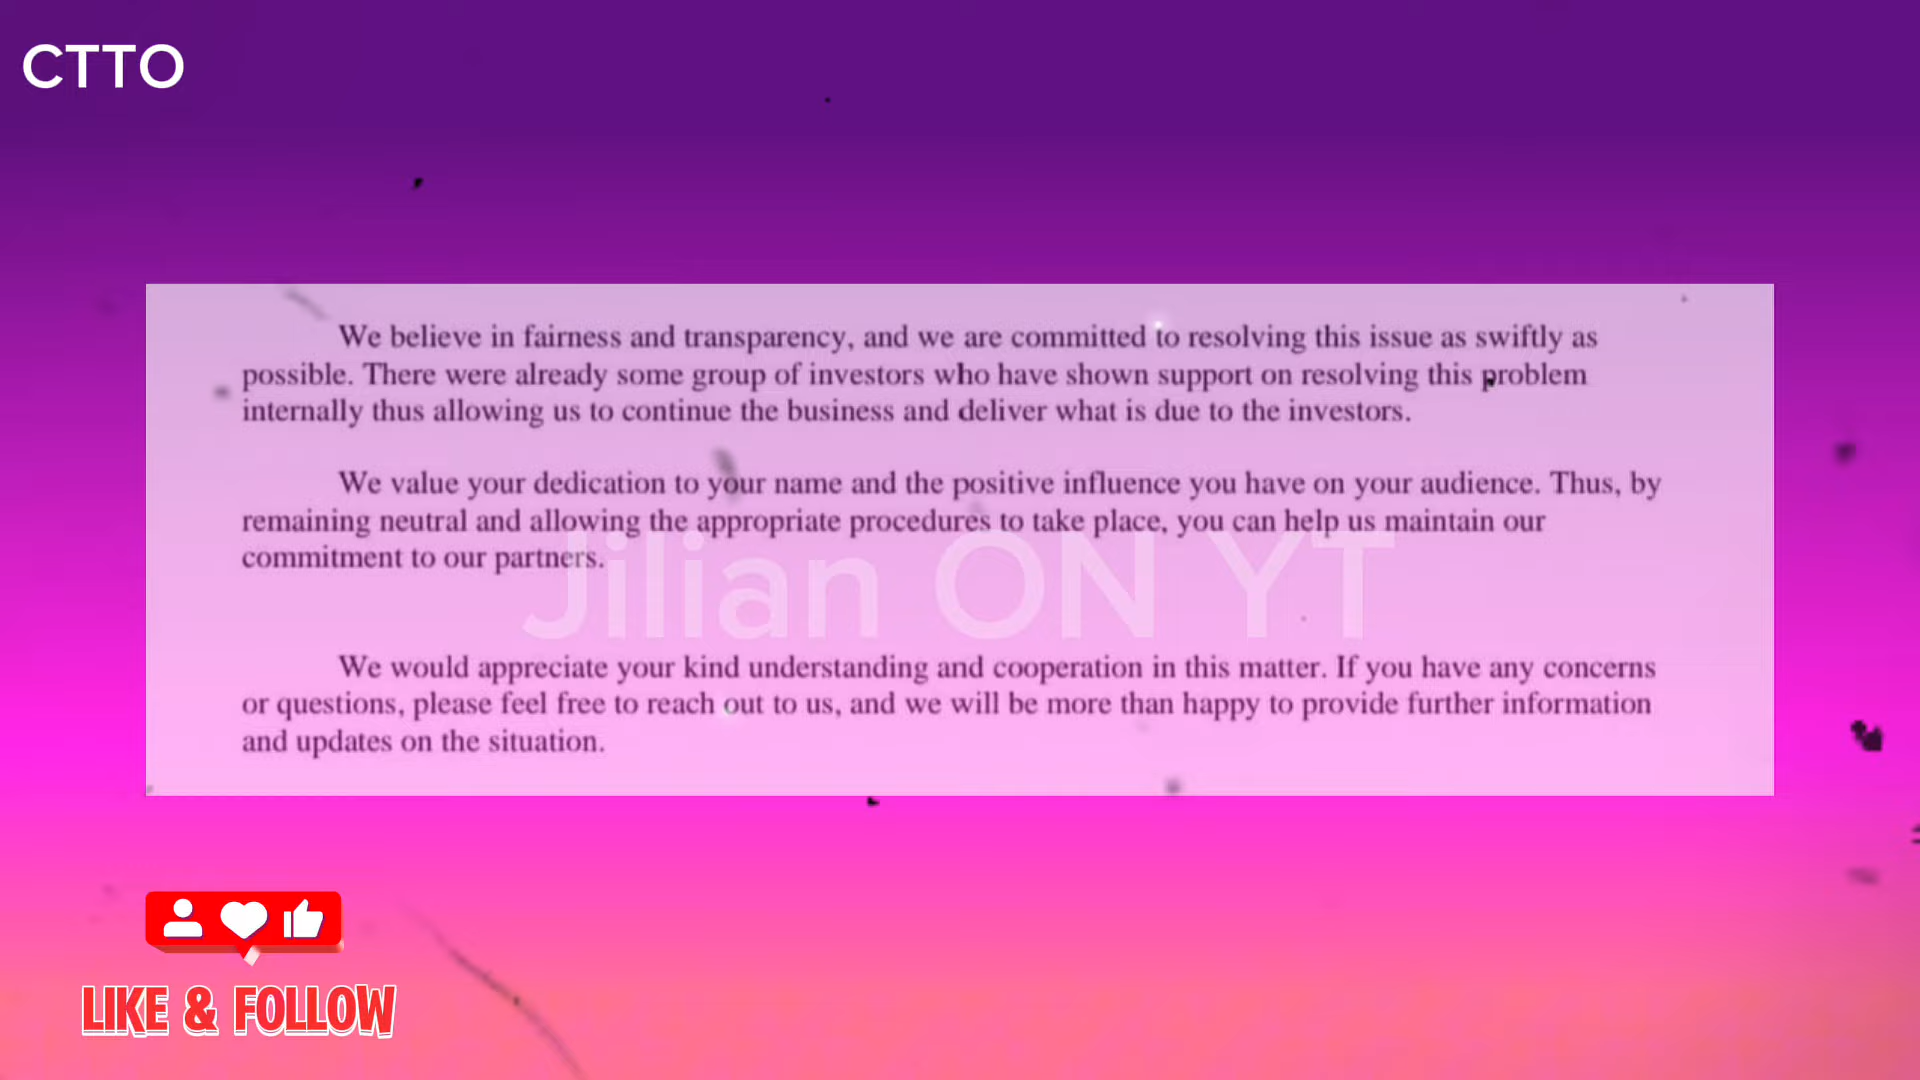 CTTO
We believe in fairness and transparency, and we are committed to resolving this issue as swiftly as
possible. There were already some group of investors who have shown support on resolving this problem
internally thus allowing us to continue the business and deliver what is due to the investors.
We value your dedication to your name and the positive influence you have on your audience. Thus, by
remaining neutral and allowing the appropriate procedures to take place, you can help us maintain our
commitment to our partners.
Jilian ON YT
We would appreciate your kind understanding and cooperation in this matter. If you have any concerns
or questions, please feel free to reach out to us, and we will be more than happy to provide further information
and updates on the situation.
LIKE & FOLLOW